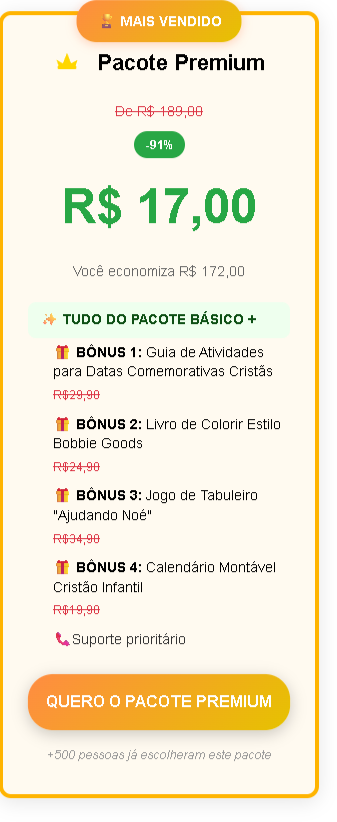 MAIS VENDIDO
Pacote Premium
De R$ 189,00
-91%
R$ 17,00
Você economiza R$ 172,00
TUDO DO PACOTE BÁSICO +
BÔNUS 1: Guia de Atividades
para Datas Comemorativas Cristãs
R$29,90
BÔNUS 2: Livro de Colorir Estilo
Bobbie Goods
R$24,90
BÔNUS 3: Jogo de Tabuleiro
"Ajudando Noé"
R$34,90
BÔNUS 4: Calendário Montável
Cristão Infantil
R$19,90
Suporte prioritário
QUERO O PACOTE PREMIUM
+500 pessoas já escolheram este pacote